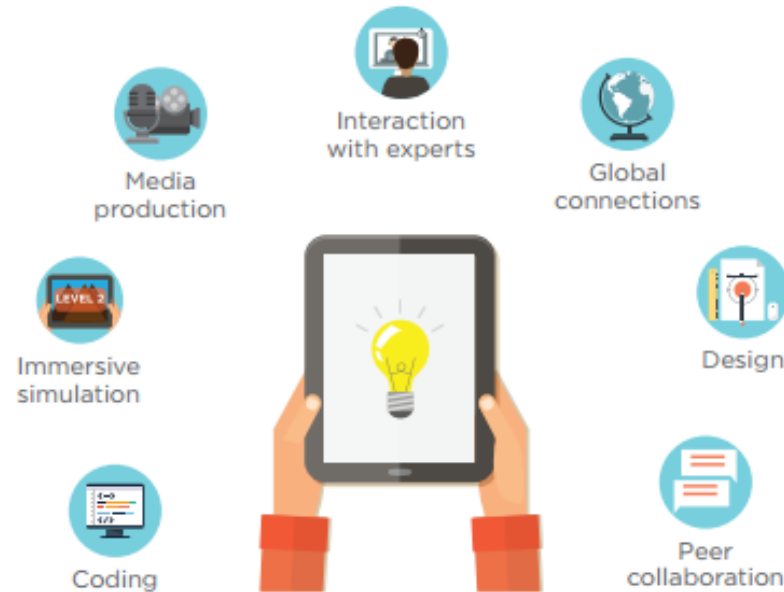 Interaction
with experts
Media
production
Global
connections
LEVEL 2
Immersive
simulation
Design
Coding
Peer
collaboration